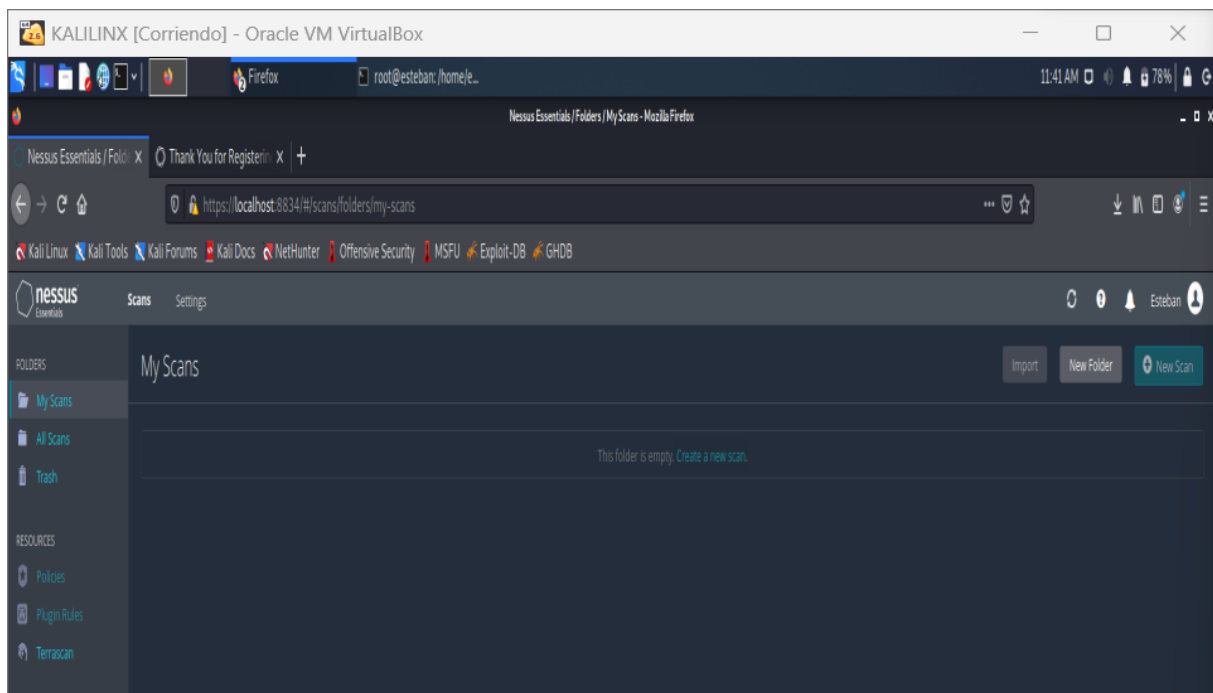 KALILINX [Corriendo] - Oracle VM VirtualBox
Firefox root@esteban: /home/e... 11:41 AM 78%
Nessus Essentials / Folders / My Scans - Mozilla Firefox
Nessus Essentials / Folde Thank You for Registerin
https://localhost:8834/#/scans/folders/my-scans
Kali Linux Kali Tools Kali Forums Kali Docs NetHunter Offensive Security MSFU Exploit-DB GHDB
nessus Scans Settings Esteban
Essentials
FOLDERS My Scans Import New Folder New Scan
My Scans
All Scans This folder is empty. Create a new scan.
Trash
RESOURCES
Policies
Plugin Rules
Terrascan